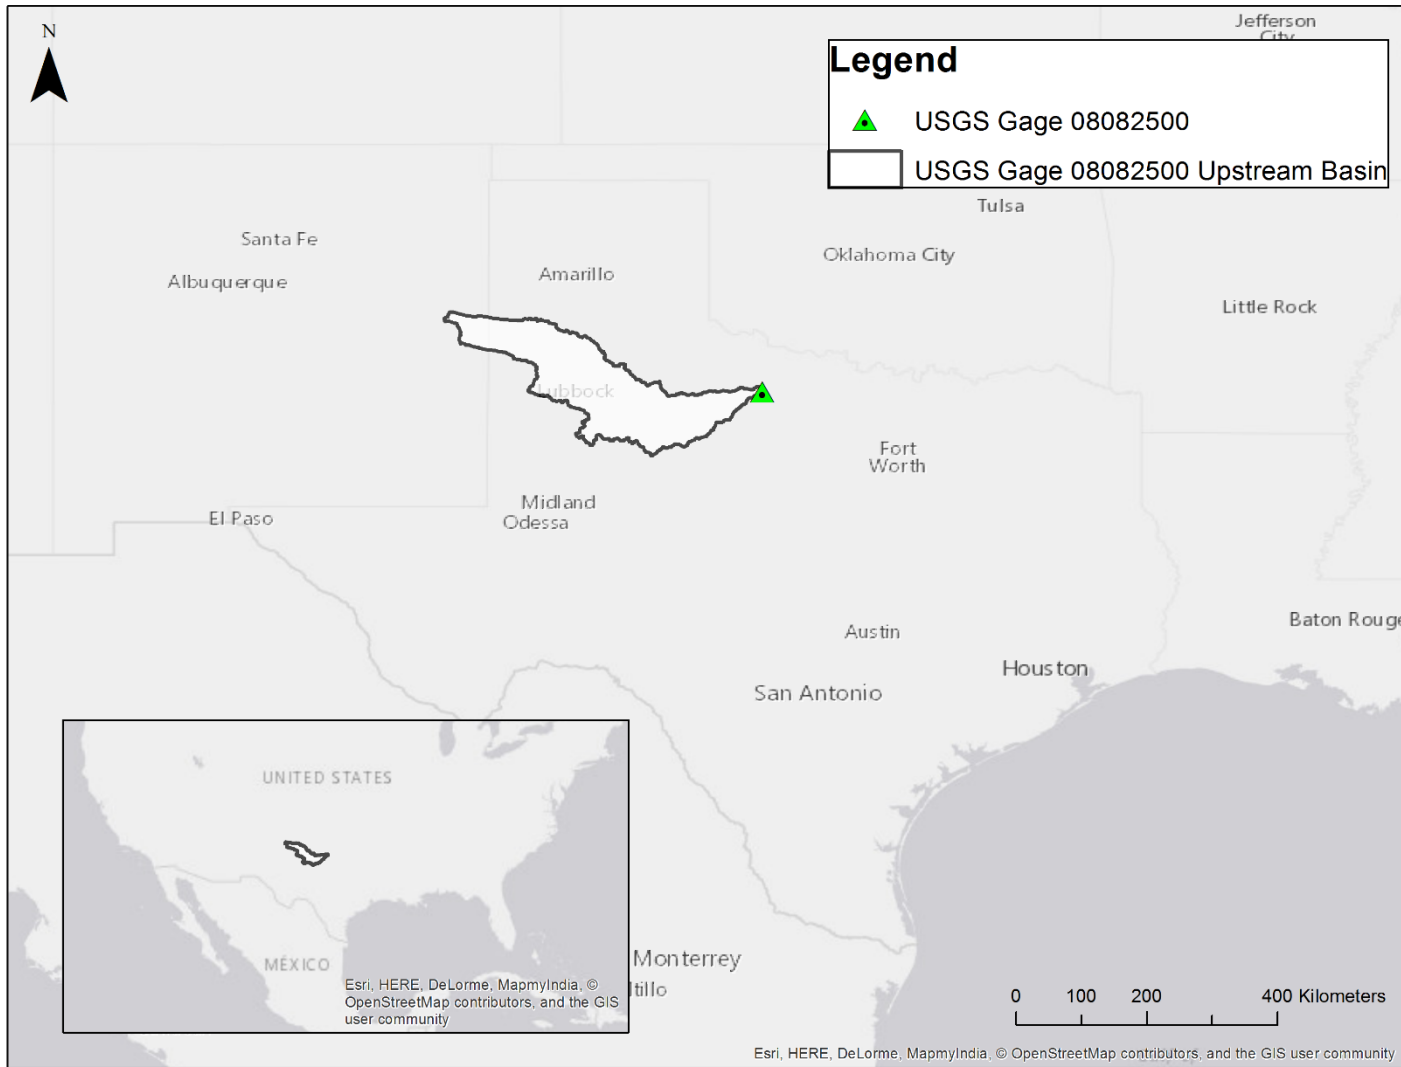 N
Jefferson
City
Legend
USGS Gage 08082500
USGS Gage 08082500 Upstream Basin
Tulsa
Santa Fe
Oklahoma City
Amarillo
Albuquerque
Little Rock
Lubbock
Fort
Worth
Midland
El Paso
Odessa
Baton Rouge
Austin
Houston
San Antonio
UNITED STATES
MÉXICO
Monterrey
ltillo
Esri, HERE, DeLorme, MapmyIndia, ©
OpenStreetMap contributors, and the GIS
user community
0 100 200 400 Kilometers
Esri, HERE, DeLorme, MapmyIndia, © OpenStreetMap contributors, and the GIS user community